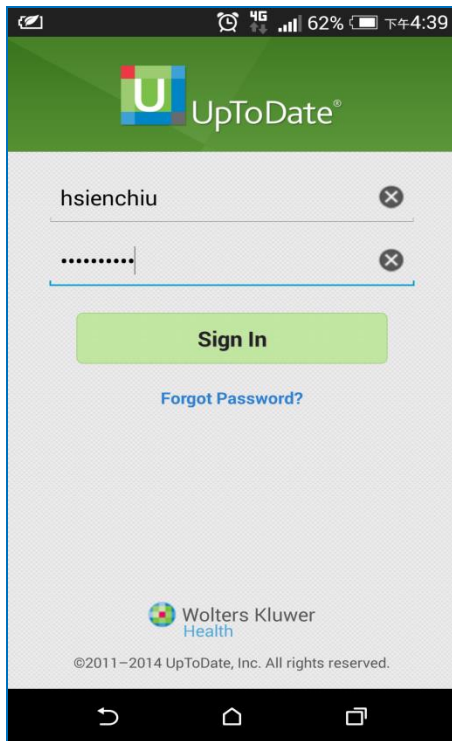 4G 62% 下午4:39
U UpToDate®
hsienchiu
••••••••••
Sign In
Forgot Password?
Wolters Kluwer
Health
©2011–2014 UpToDate, Inc. All rights reserved.